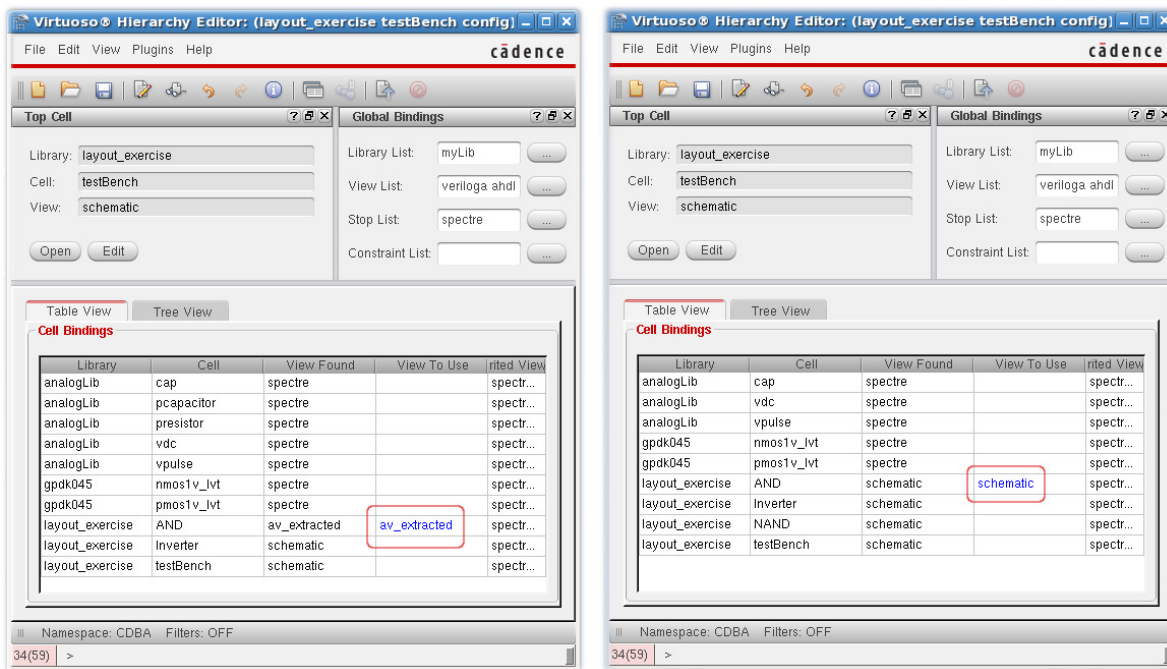 Virtuoso® Hierarchy Editor: (layout_exercise testBench config)
File Edit View Plugins Help
cādence
Top Cell
Library: layout_exercise
Cell: testBench
View: schematic
Open Edit
Global Bindings
Library List: myLib ...
View List: veriloga ahdl ...
Stop List: spectre ...
Constraint List: ...
Table View Tree View
Cell Bindings
Library Cell View Found View To Use rited View
analogLib cap spectre spectr...
analogLib pcapacitor spectre spectr...
analogLib presistor spectre spectr...
analogLib vdc spectre spectr...
analogLib vpulse spectre spectr...
gpdk045 nmos1v_lvt spectre spectr...
gpdk045 pmos1v_lvt spectre spectr...
layout_exercise AND av_extracted av_extracted spectr...
layout_exercise Inverter schematic spectr...
layout_exercise testBench schematic spectr...
Namespace: CDBA Filters: OFF
34(59) >
Virtuoso® Hierarchy Editor: (layout_exercise testBench config)
File Edit View Plugins Help
cādence
Top Cell
Library: layout_exercise
Cell: testBench
View: schematic
Open Edit
Global Bindings
Library List: myLib ...
View List: veriloga ahdl ...
Stop List: spectre ...
Constraint List: ...
Table View Tree View
Cell Bindings
Library Cell View Found View To Use rited View
analogLib cap spectre spectr...
analogLib vdc spectre spectr...
analogLib vpulse spectre spectr...
gpdk045 nmos1v_lvt spectre spectr...
gpdk045 pmos1v_lvt spectre spectr...
layout_exercise AND schematic schematic spectr...
layout_exercise Inverter schematic spectr...
layout_exercise NAND schematic spectr...
layout_exercise testBench schematic spectr...
Namespace: CDBA Filters: OFF
34(59) >